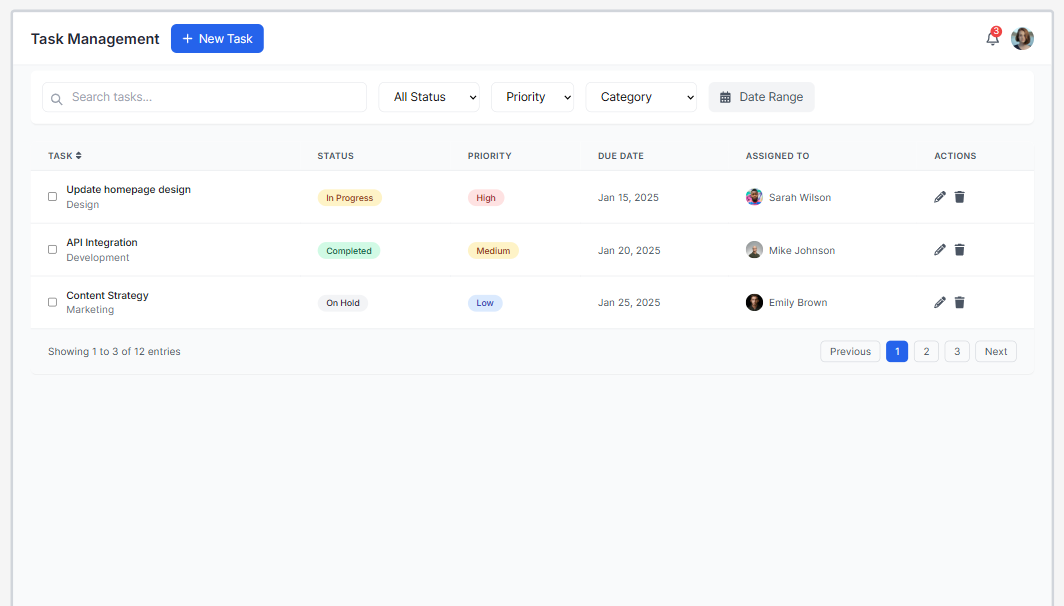 Task Management + New Task 3
Search tasks... All Status Priority Category Date Range
TASK STATUS PRIORITY DUE DATE ASSIGNED TO ACTIONS
Update homepage design
Design In Progress High Jan 15, 2025 Sarah Wilson
API Integration
Development Completed Medium Jan 20, 2025 Mike Johnson
Content Strategy
Marketing On Hold Low Jan 25, 2025 Emily Brown
Showing 1 to 3 of 12 entries Previous 1 2 3 Next